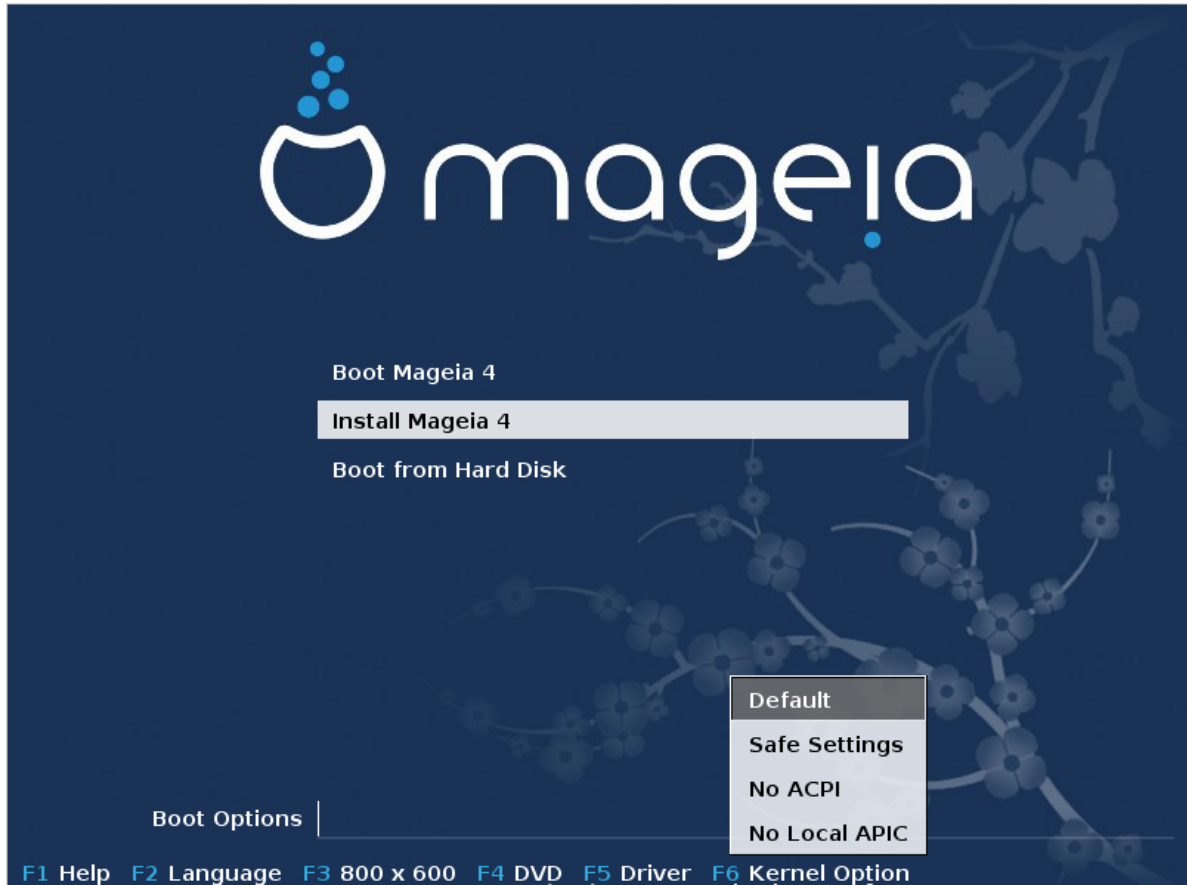 mageia
Boot Mageia 4
Install Mageia 4
Boot from Hard Disk
Default
Safe Settings
No ACPI
No Local APIC
Boot Options
F1 Help F2 Language F3 800 x 600 F4 DVD F5 Driver F6 Kernel Option